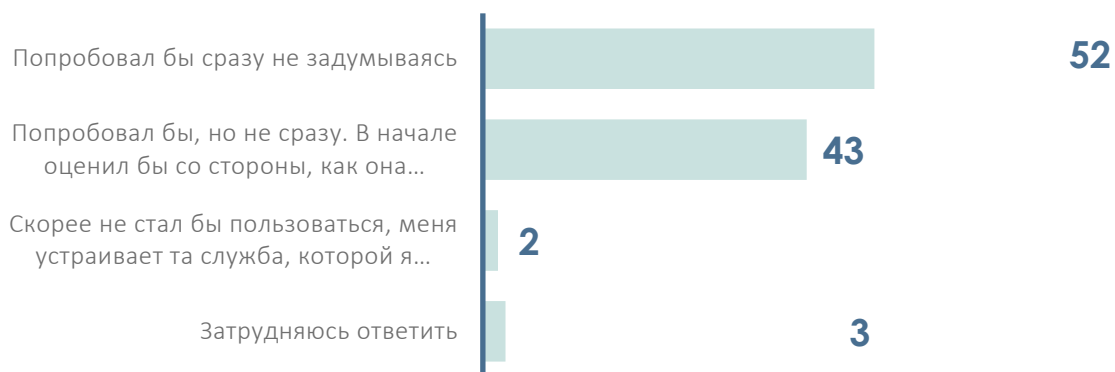 Попробовал бы сразу не задумываясь
52
Попробовал бы, но не сразу. В начале
оценил бы со стороны, как она…
43
Скорее не стал бы пользоваться, меня
устраивает та служба, которой я…
2
Затрудняюсь ответить
3